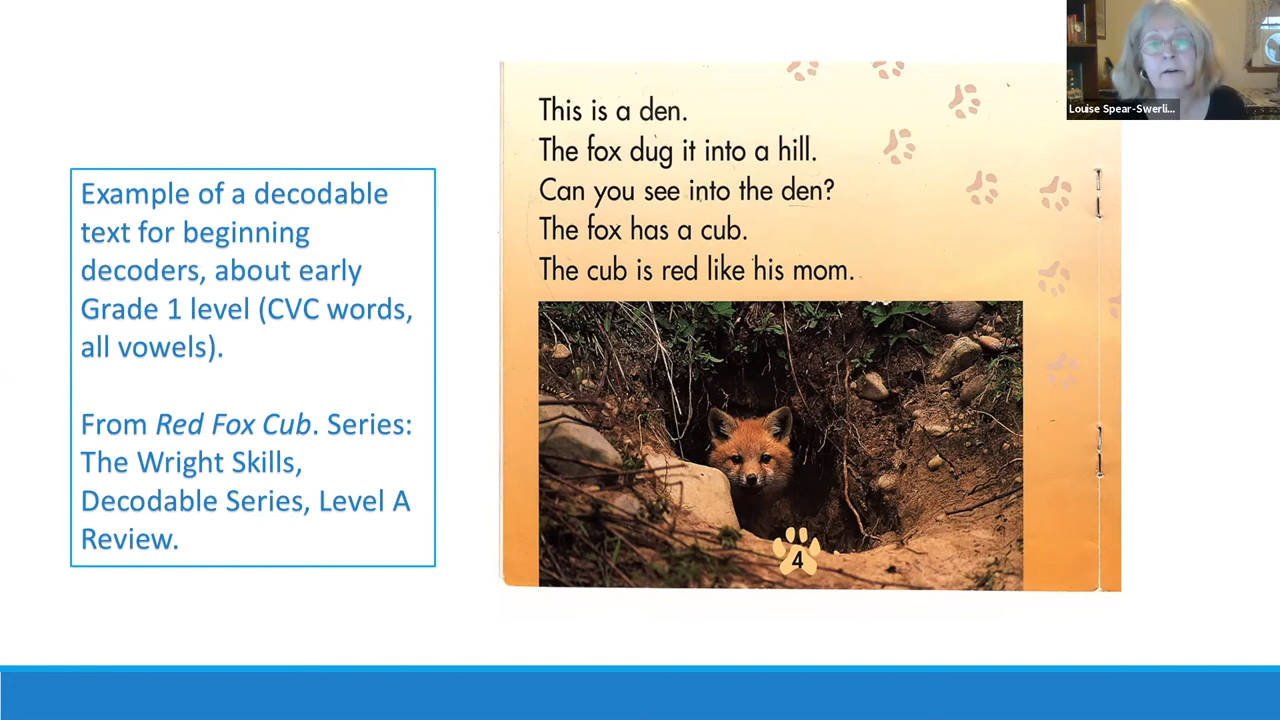 Example of a decodable
text for beginning
decoders, about early
Grade 1 level (CVC words,
all vowels).
From Red Fox Cub. Series:
The Wright Skills,
Decodable Series, Level A
Review.
This is a den.
The fox dug it into a hill.
Can you see into the den?
The fox has a cub.
The cub is red like his mom.
4
Louise Spear-Swerli...